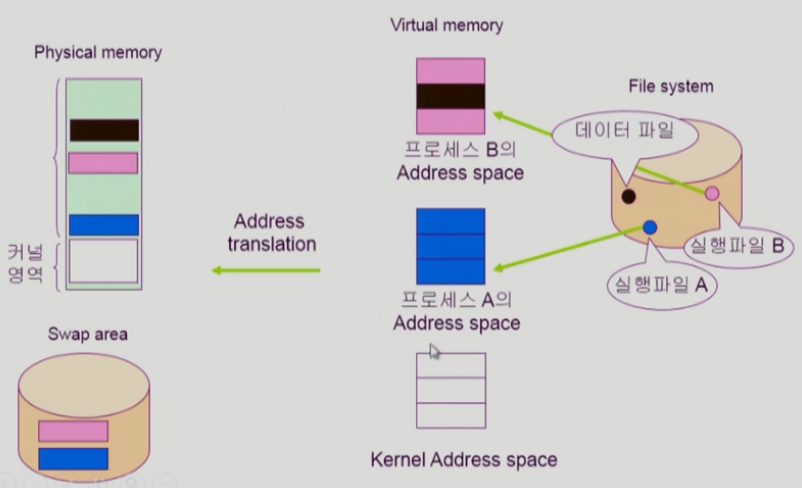 Virtual memory
Physical memory
File system
데이터 파일
프로세스 B의
Address space
Address
translation
커널
영역
실행파일 B
실행파일 A
프로세스 A의
Address space
Swap area
Kernel Address space